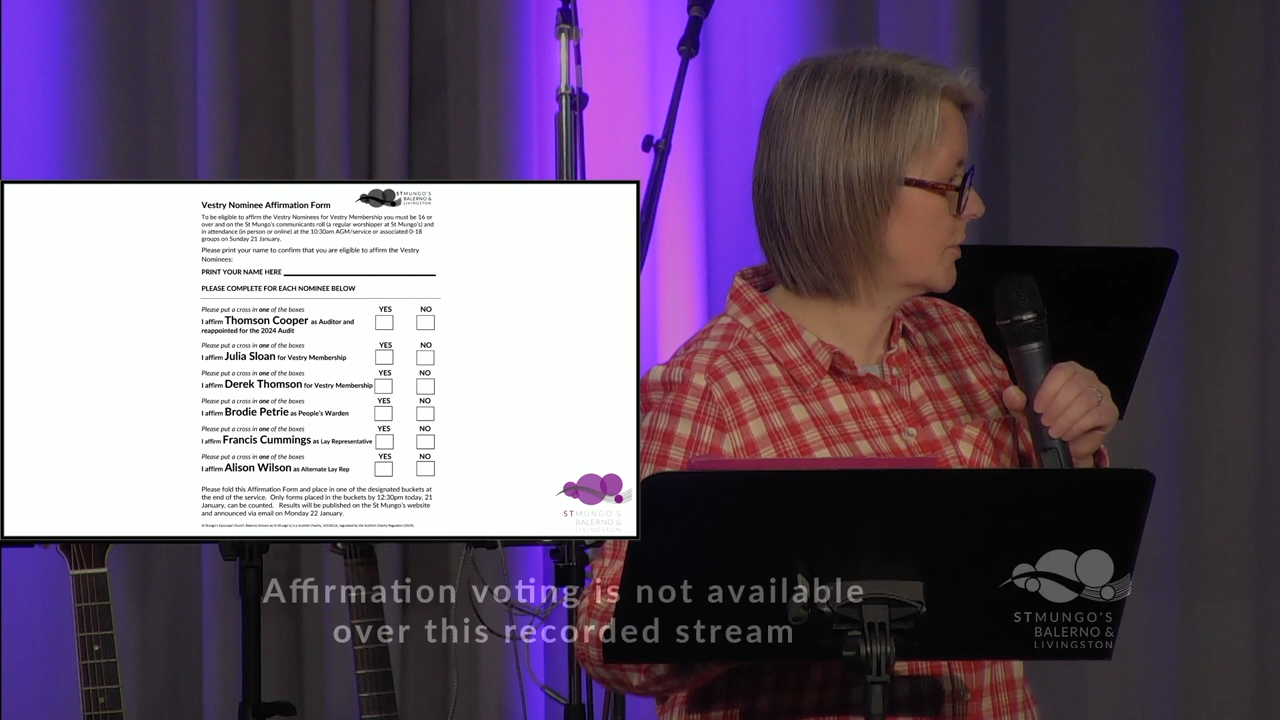 Vestry Nominee Affirmation Form
STMUNGO'S
BALERNO &
LIVINGSTON
To be eligible to affirm the Vestry Nominees for Vestry Membership you must be 16 or
over and on the St Mungo's communicants roll (a regular worshipper at St Mungo's) and
in attendance (in person or online) at the 10:30am AGM/service or associated 0-18
groups on Sunday 21 January.
Please print your name to confirm that you are eligible to affirm the Vestry
Nominees:
PRINT YOUR NAME HERE
PLEASE COMPLETE FOR EACH NOMINEE BELOW
Please put a cross in one of the boxes YES NO
I affirm Thomson Cooper as Auditor and
reappointed for the 2024 Audit
Please put a cross in one of the boxes YES NO
I affirm Julia Sloan for Vestry Membership
Please put a cross in one of the boxes YES NO
I affirm Derek Thomson for Vestry Membership
Please put a cross in one of the boxes YES NO
I affirm Brodie Petrie as People's Warden
Please put a cross in one of the boxes YES NO
I affirm Francis Cummings as Lay Representative
Please put a cross in one of the boxes YES NO
I affirm Alison Wilson as Alternate Lay Rep
Please fold this Affirmation Form and place in one of the designated buckets at
the end of the service. Only forms placed in the buckets by 12:30pm today, 21
January, can be counted. Results will be published on the St Mungo's website
and announced via email on Monday 22 January.
STMUNGO'S
BALERNO &
LIVINGSTON
Affirmation voting is not available
over this recorded stream
STMUNGO'S
BALERNO &
LIVINGSTON